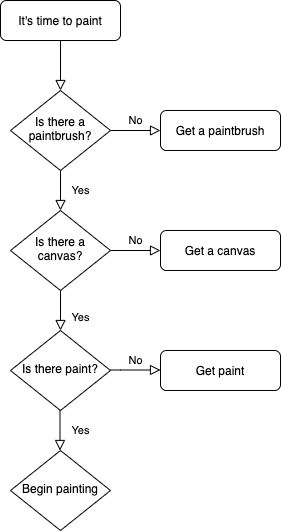 It's time to paint
Is there a
paintbrush?
No
Get a paintbrush
Yes
Is there a
canvas?
No
Get a canvas
Yes
Is there paint?
No
Get paint
Yes
Begin painting